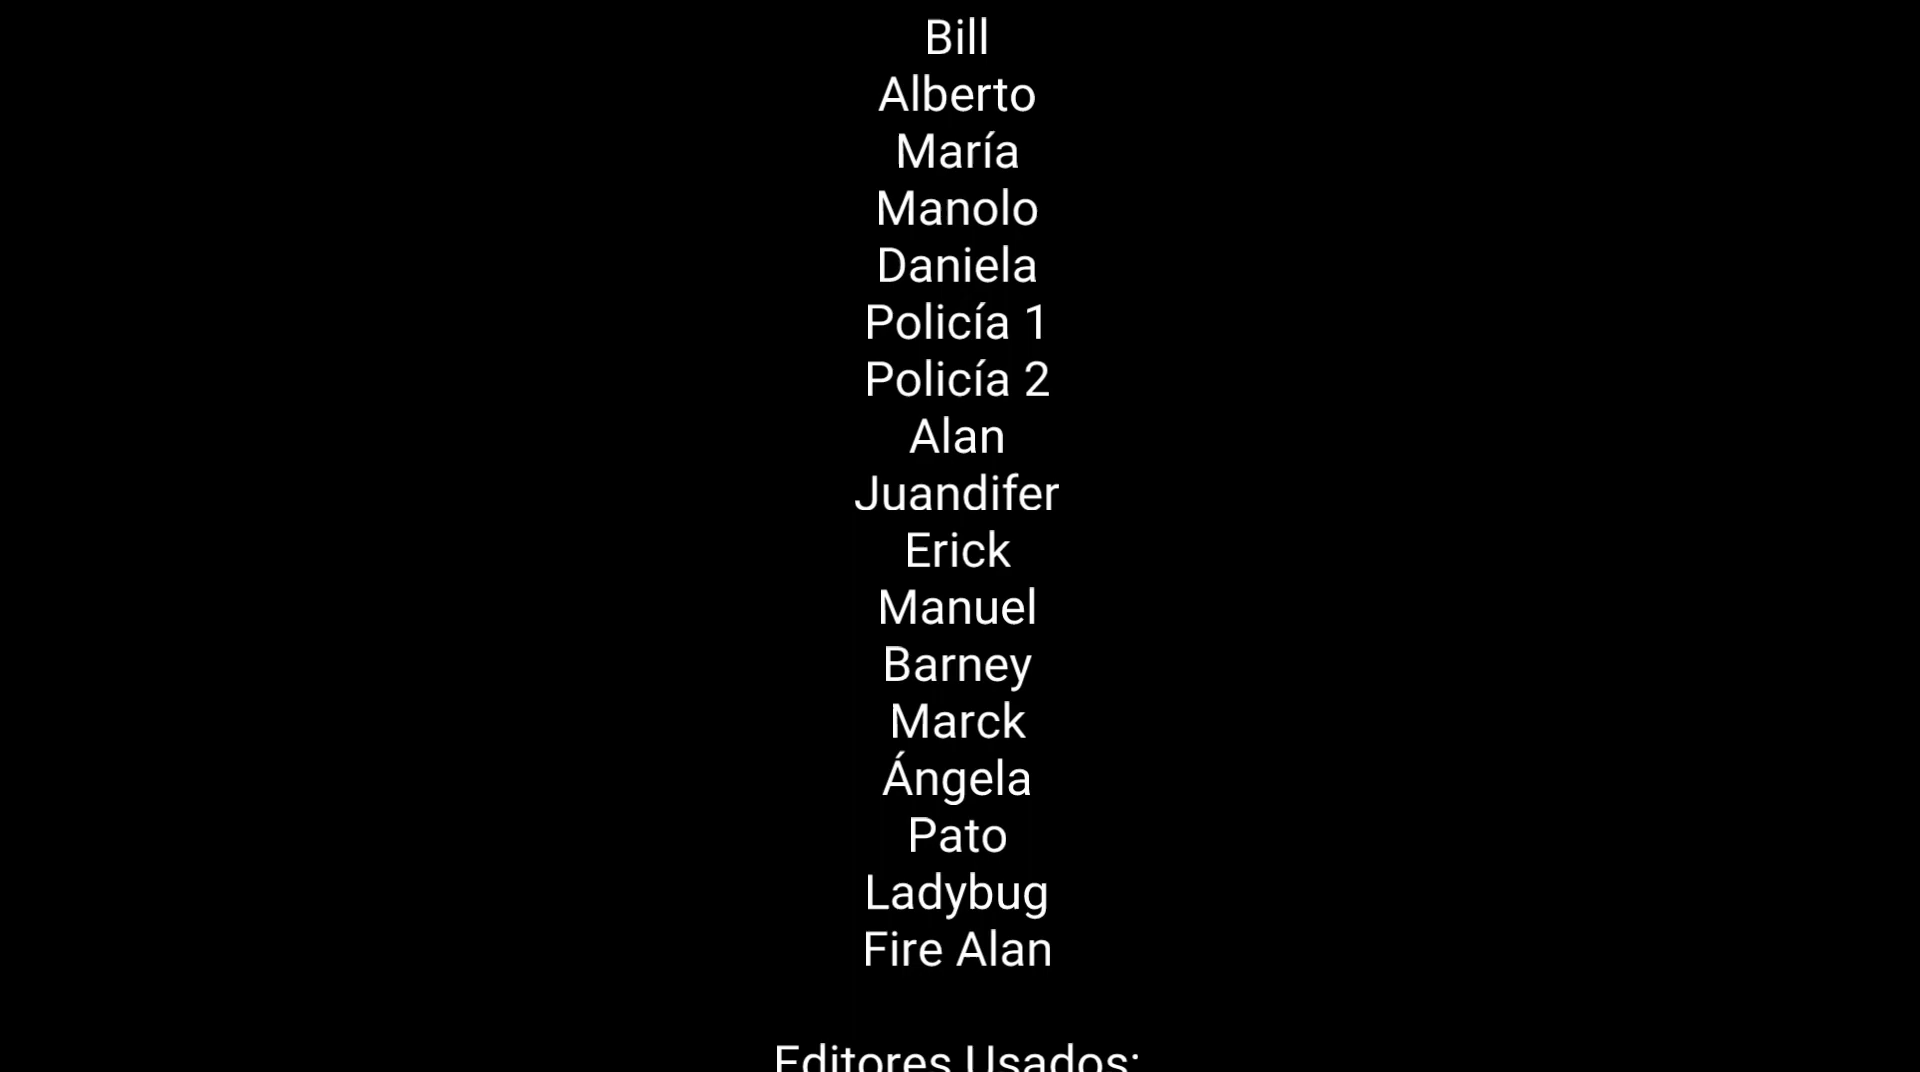 Bill
Alberto
María
Manolo
Daniela
Policía 1
Policía 2
Alan
Juandifer
Erick
Manuel
Barney
Marck
Ángela
Pato
Ladybug
Fire Alan
Editores Usados: